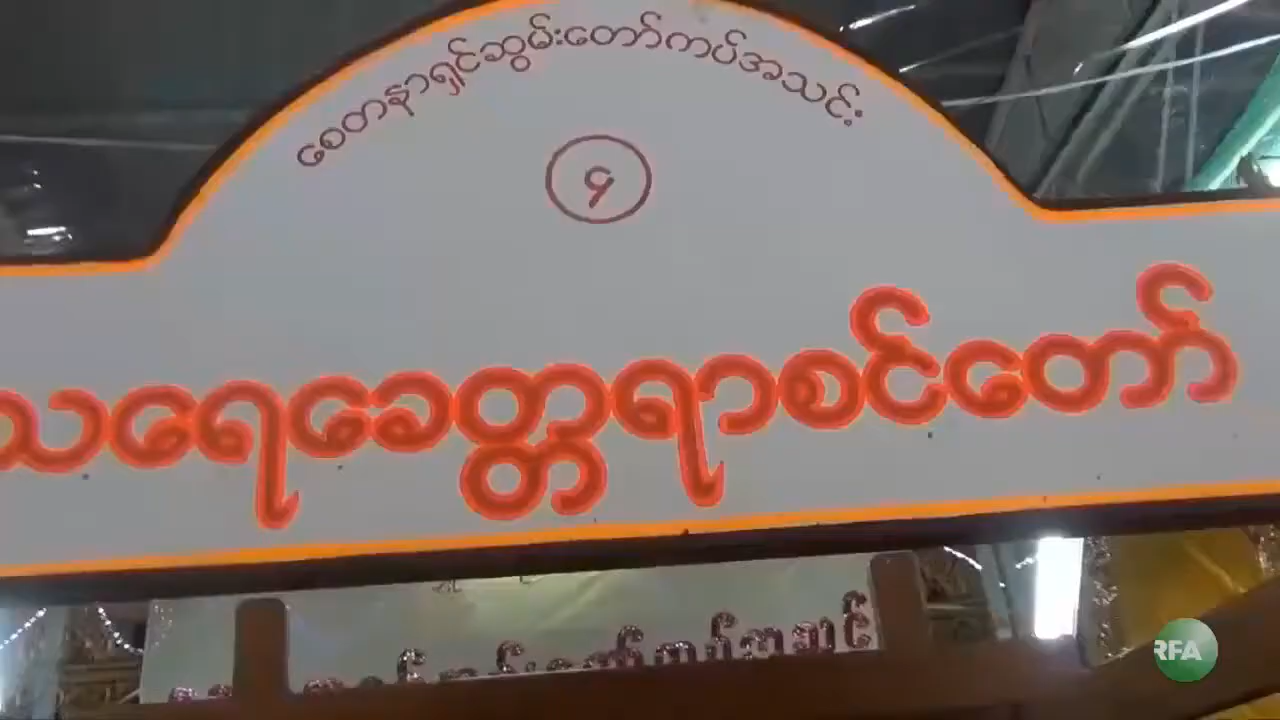 စေတနာရှင်ဆွမ်းတော်ကပ်အသင်း
၄
သရေခေတ္တရာစင်တော်
RFA